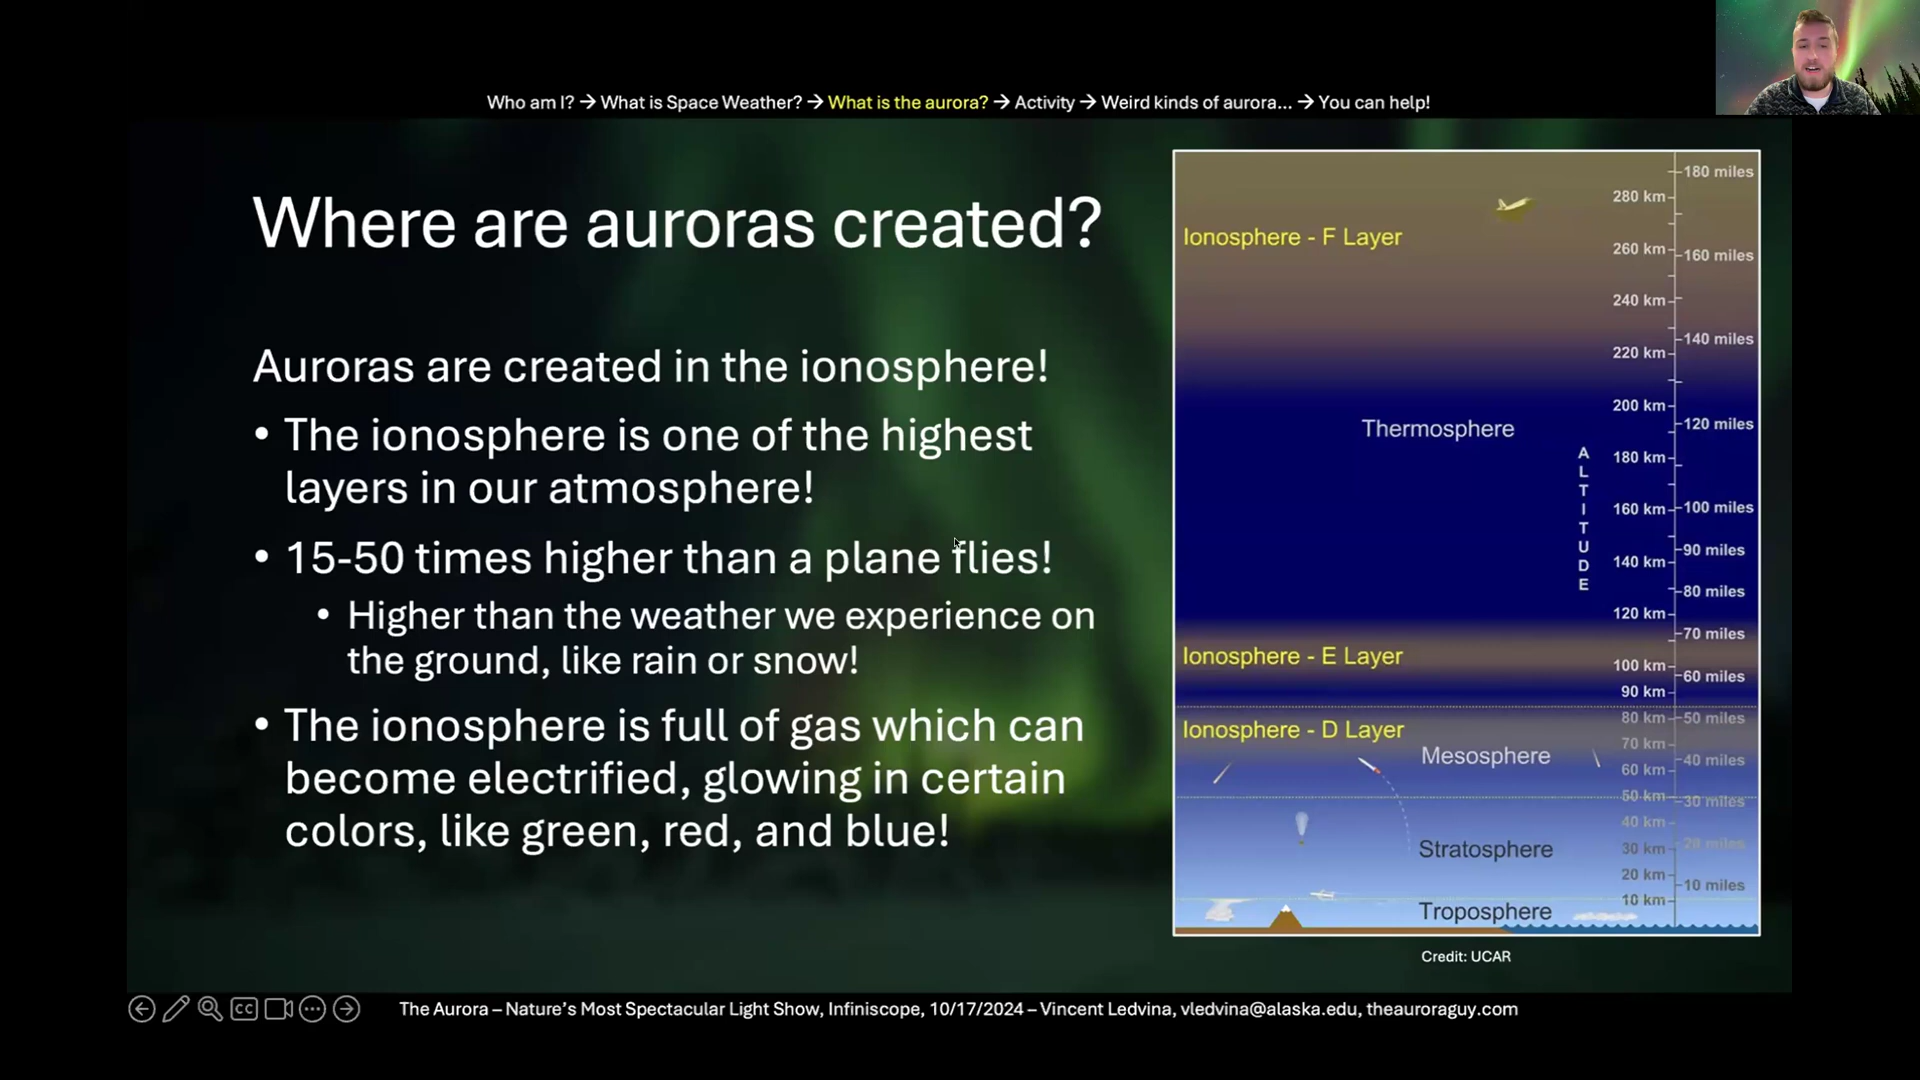 Who am I? → What is Space Weather? → What is the aurora? → Activity → Weird kinds of aurora... → You can help!
Where are auroras created?
Auroras are created in the ionosphere!
• The ionosphere is one of the highest
layers in our atmosphere!
• 15-50 times higher than a plane flies!
• Higher than the weather we experience on
the ground, like rain or snow!
• The ionosphere is full of gas which can
become electrified, glowing in certain
colors, like green, red, and blue!
180 miles
280 km
Ionosphere - F Layer
260 km
160 miles
240 km
140 miles
220 km
200 km
Thermosphere
120 miles
ALTITUDE
180 km
160 km
100 miles
90 miles
140 km
80 miles
120 km
70 miles
Ionosphere - E Layer
100 km
60 miles
90 km
80 km
50 miles
Ionosphere - D Layer
70 km
Mesosphere
40 miles
60 km
50 km
30 miles
40 km
20 miles
Stratosphere
30 km
20 km
10 miles
10 km
Troposphere
Credit: UCAR
CC
The Aurora – Nature's Most Spectacular Light Show, Infiniscope, 10/17/2024 – Vincent Ledvina, vledvina@alaska.edu, theauroraguy.com